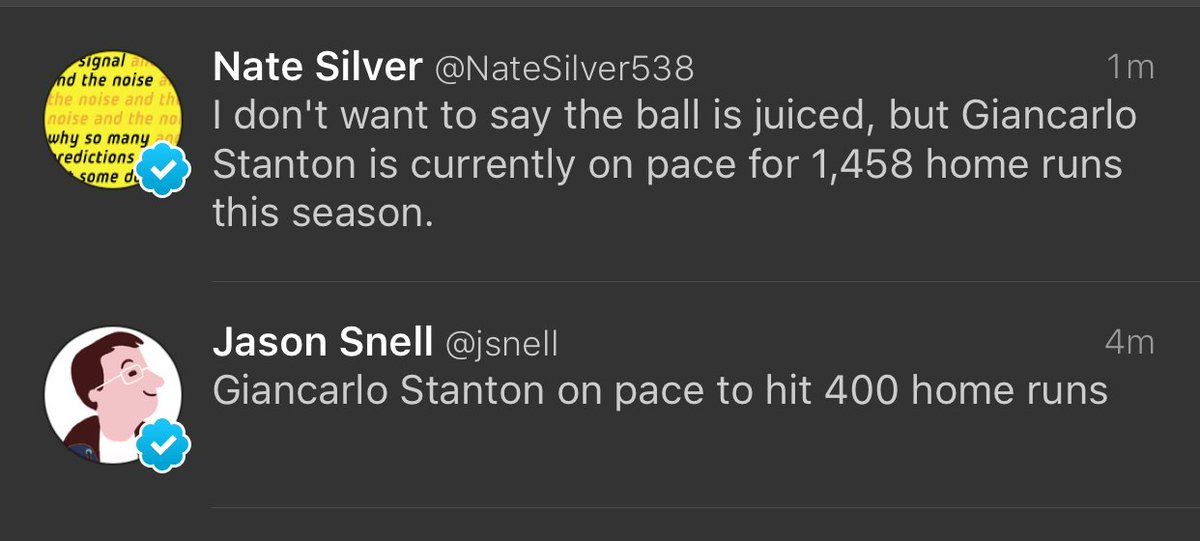 signal an
nd the noise a
the noise and th
noise and the no
why so many and
redictions
some d
Nate Silver @NateSilver538 1m
I don't want to say the ball is juiced, but Giancarlo
Stanton is currently on pace for 1,458 home runs
this season.
Jason Snell @jsnell 4m
Giancarlo Stanton on pace to hit 400 home runs